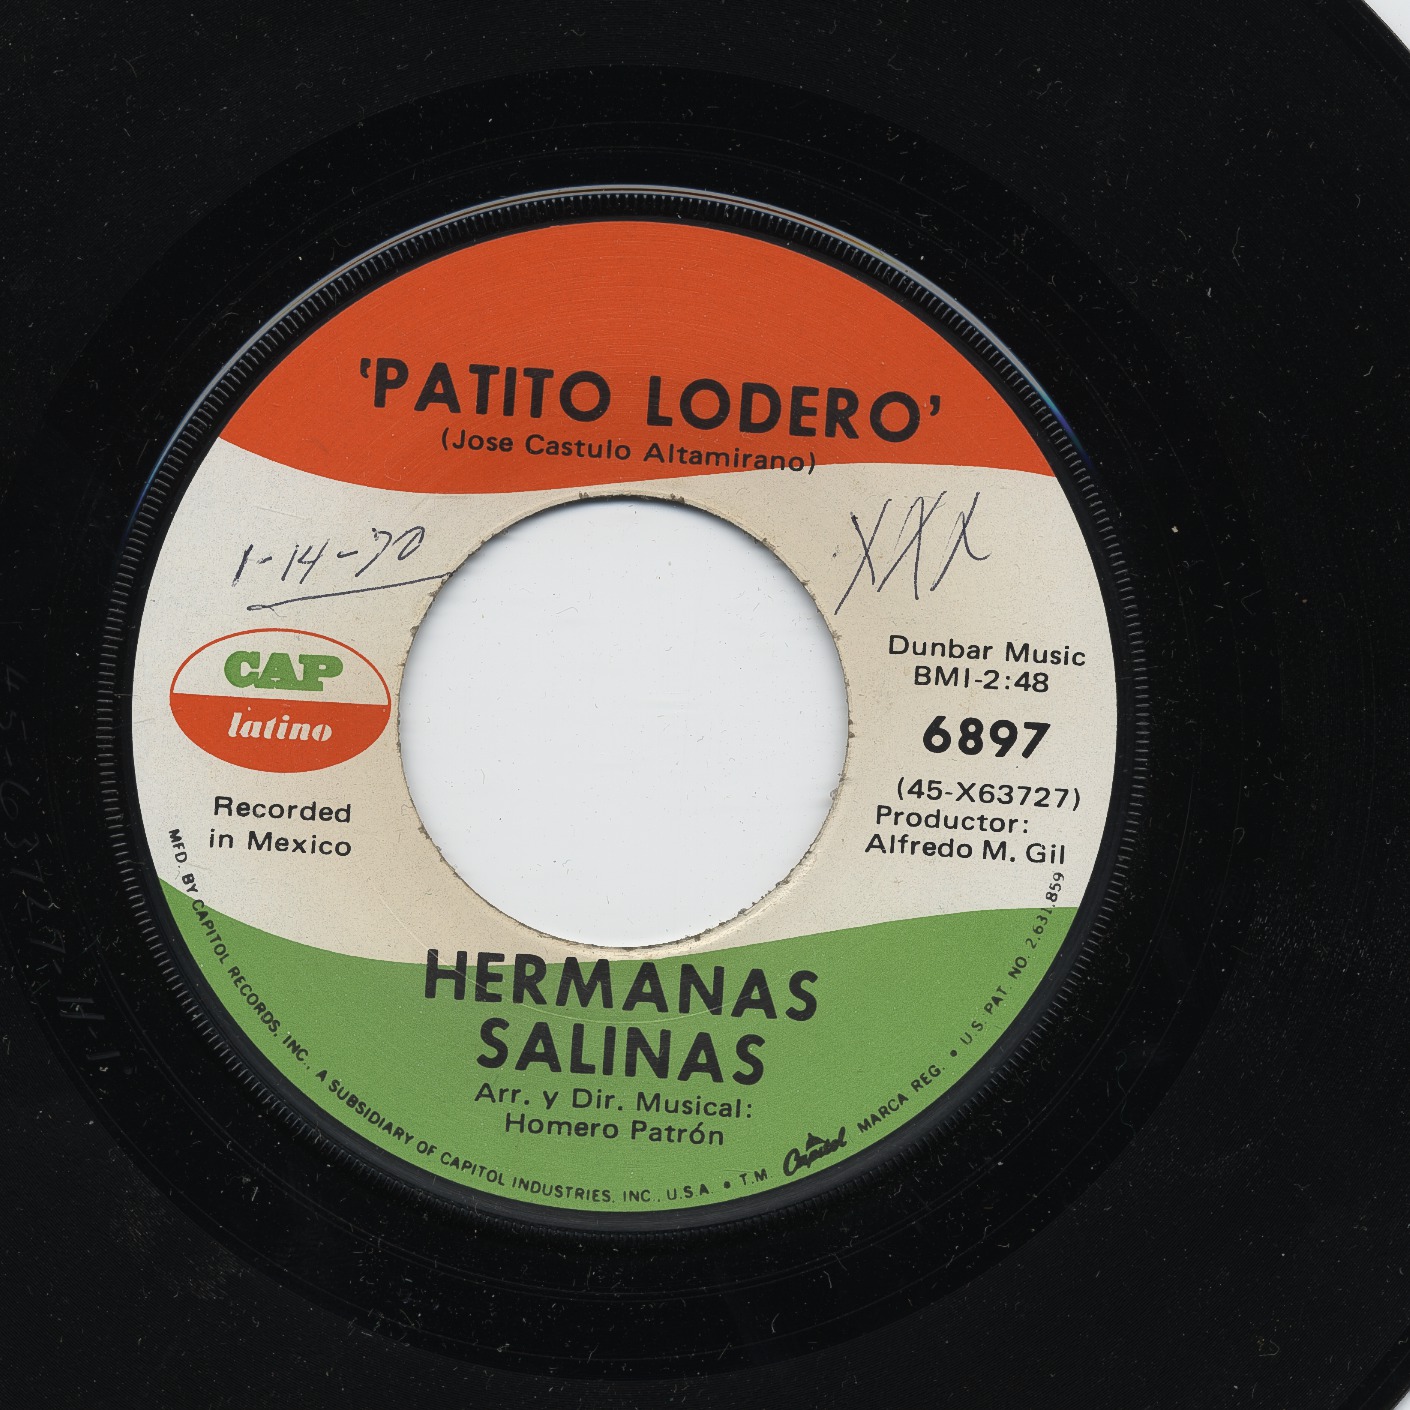 'PATITO LODERO'
(Jose Castulo Altamirano)
1-14-70
XXX
CAP
latino
Recorded
in Mexico
Dunbar Music
BMI-2:48
6897
(45-X63727)
Productor:
Alfredo M. Gil
HERMANAS
SALINAS
Arr. y Dir. Musical:
Homero Patrón
MFD. BY CAPITOL RECORDS, INC., A SUBSIDIARY OF CAPITOL INDUSTRIES, INC., U.S.A. • T.M. Capitol MARCA REG. • U.S. PAT. NO. 2,631,859